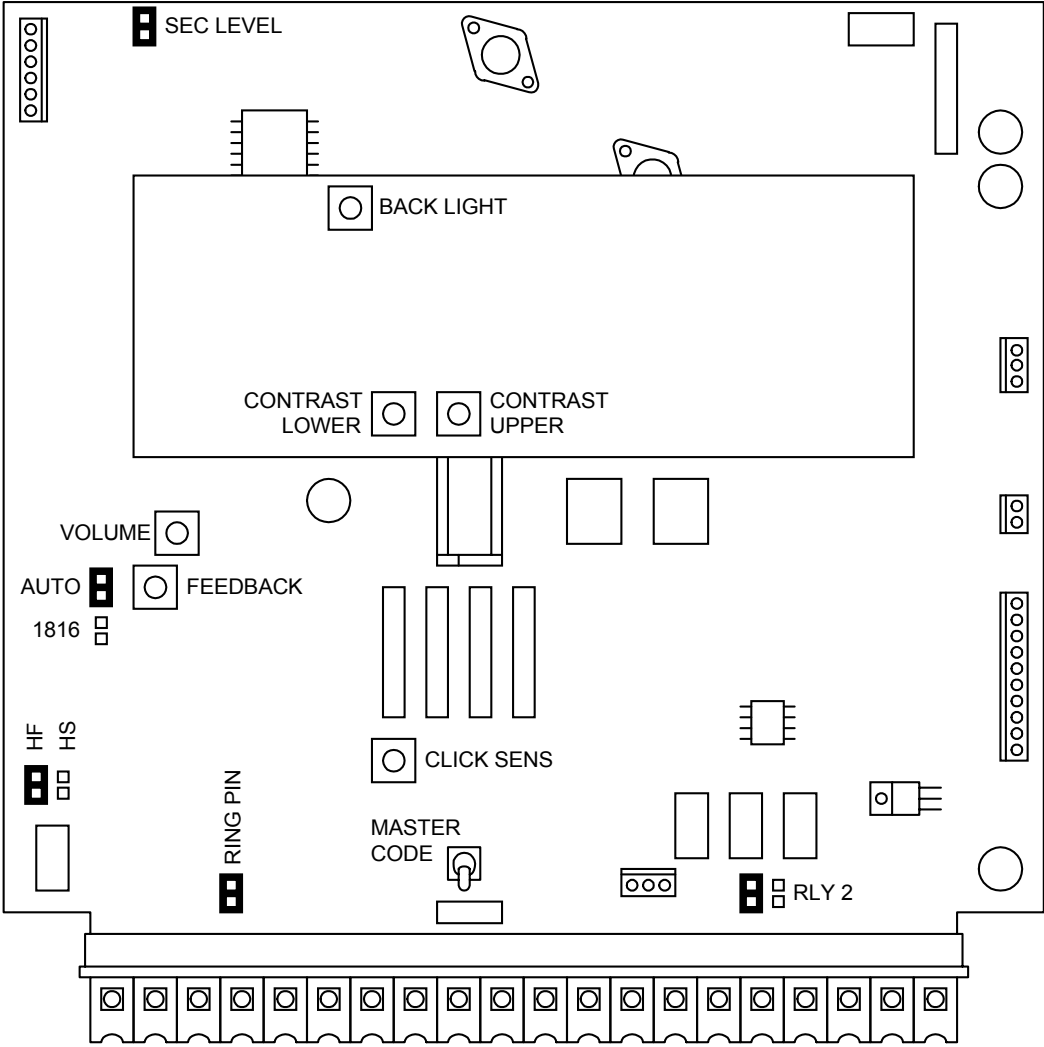 SEC LEVEL
BACK LIGHT
CONTRAST
LOWER
CONTRAST
UPPER
VOLUME
AUTO
FEEDBACK
1816
HF
HS
CLICK SENS
RING PIN
MASTER
CODE
RLY 2